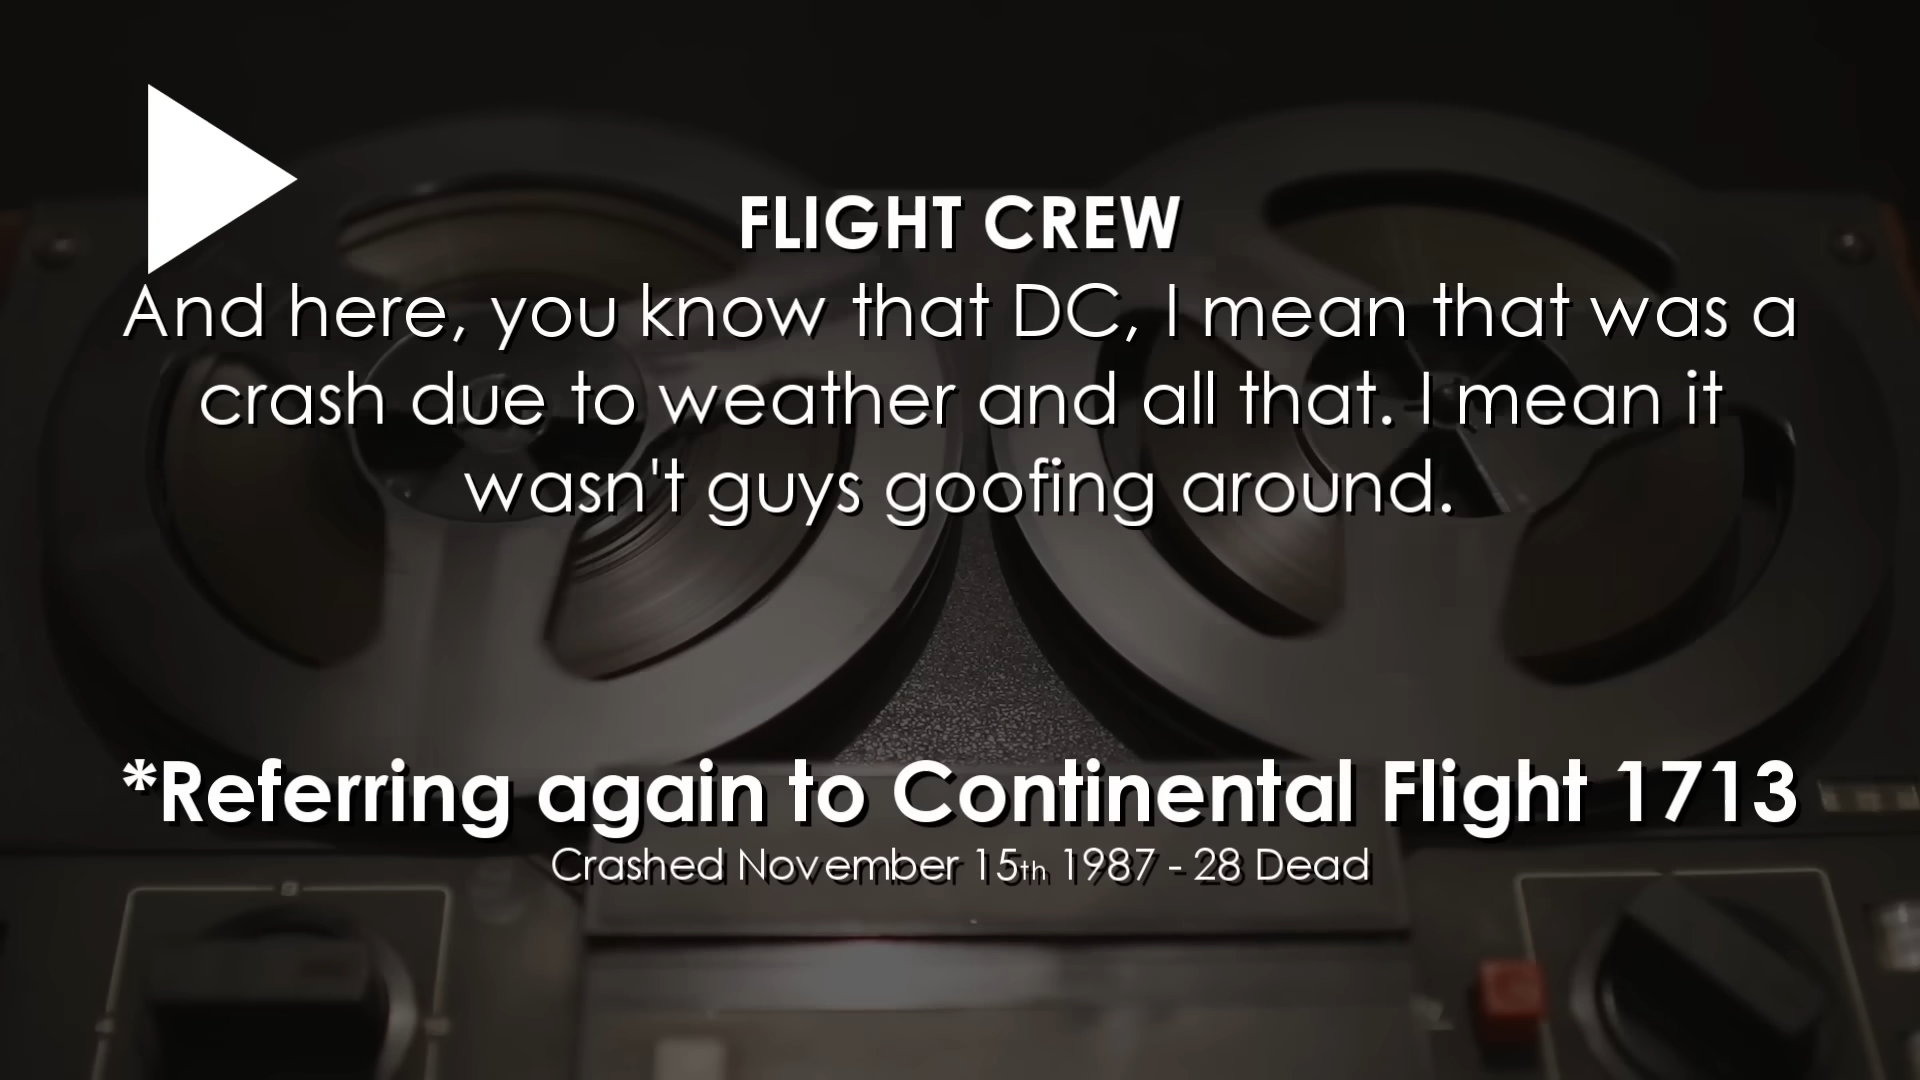 FLIGHT CREW
And here, you know that DC, I mean that was a
crash due to weather and all that. I mean it
wasn't guys goofing around.
*Referring again to Continental Flight 1713
Crashed November 15th 1987 - 28 Dead